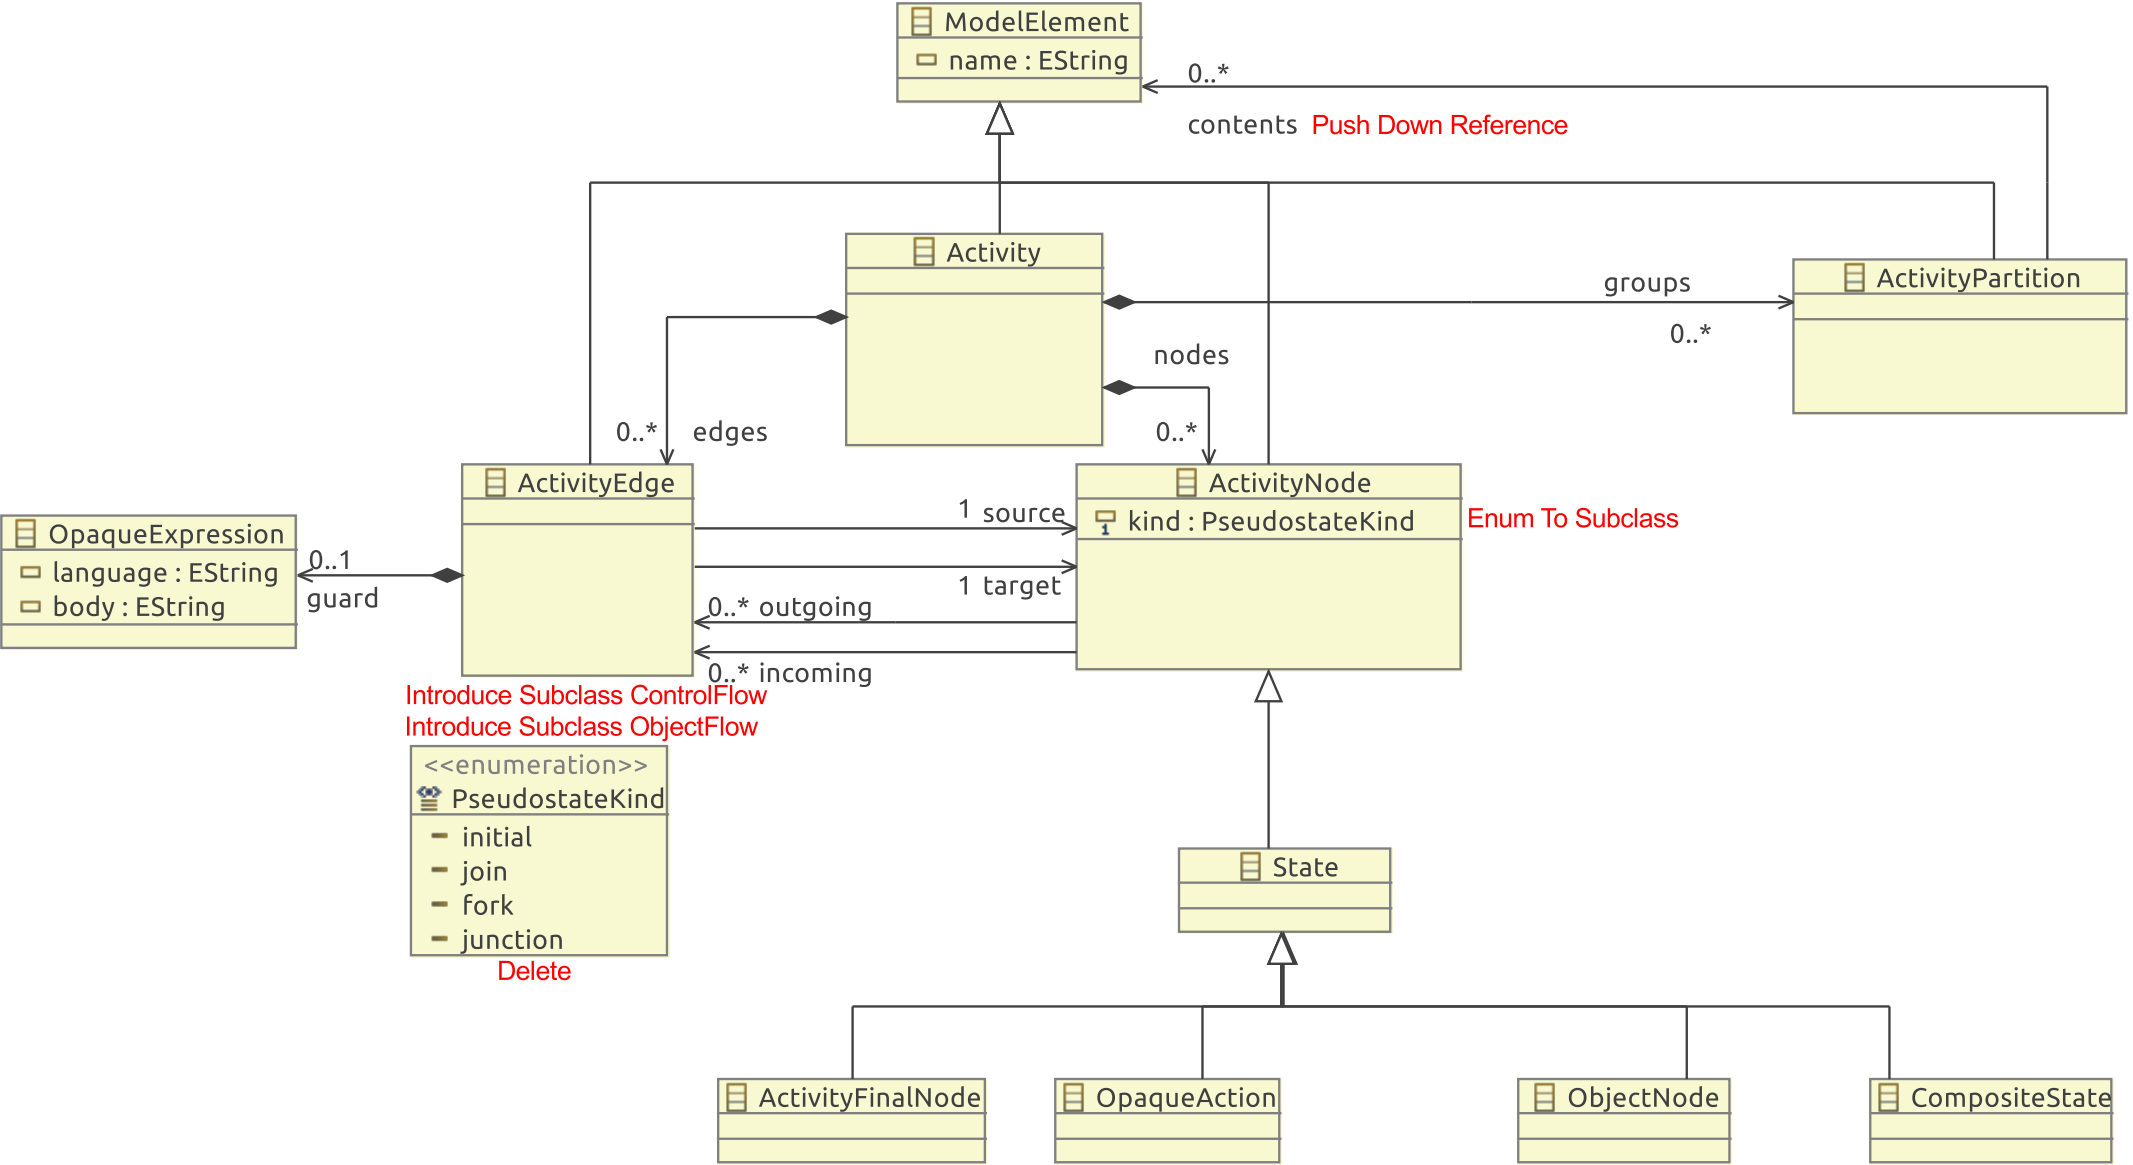 ModelElement
name : EString
0..*
contents Push Down Reference
Activity
groups
0..*
ActivityPartition
nodes
0..*
0..* edges
ActivityEdge
ActivityNode
kind : PseudostateKind
Enum To Subclass
1 source
1 target
0..* outgoing
0..* incoming
OpaqueExpression
language : EString
body : EString
0..1
guard
Introduce Subclass ControlFlow
Introduce Subclass ObjectFlow
<<enumeration>>
PseudostateKind
initial
join
fork
junction
Delete
State
ActivityFinalNode
OpaqueAction
ObjectNode
CompositeState